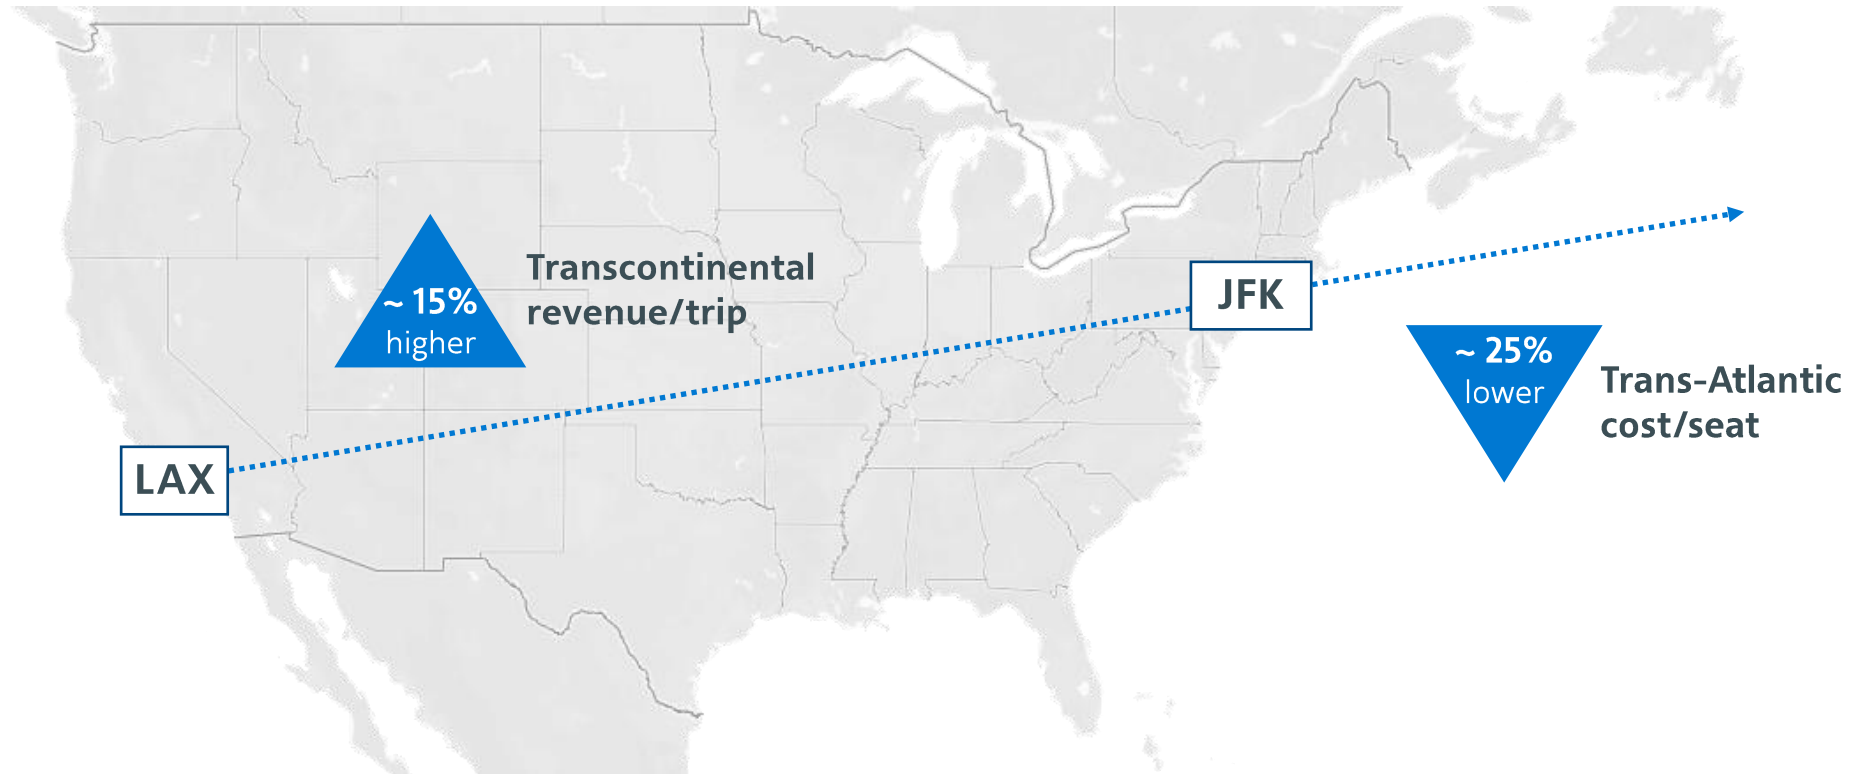 ~ 15%
higher
Transcontinental
revenue/trip
LAX
JFK
~ 25%
lower
Trans-Atlantic
cost/seat